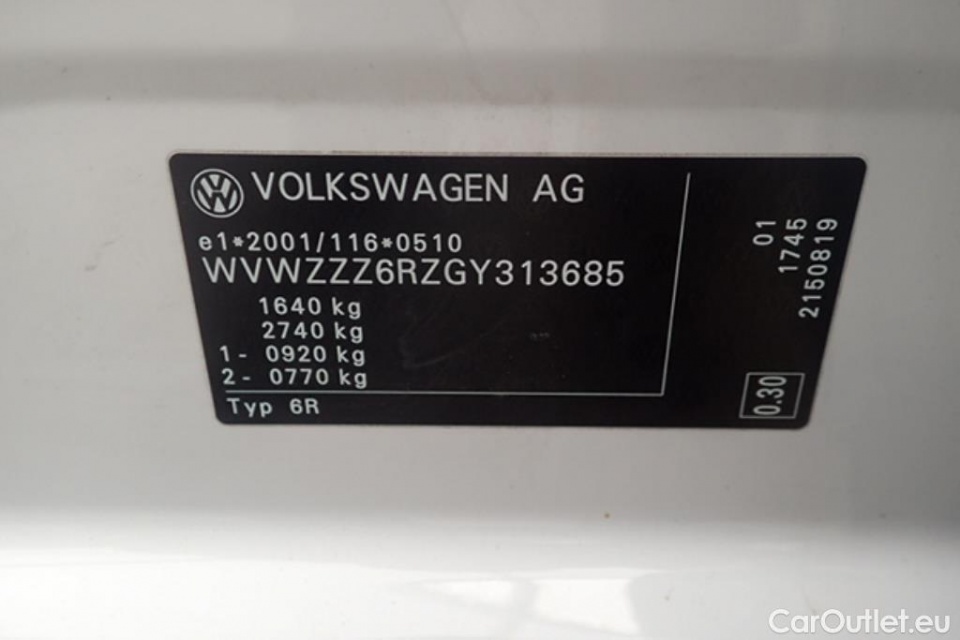 VOLKSWAGEN AG
e1*2001/116*0510
WVWZZZ6RZGY313685
1640 kg
2740 kg
1- 0920 kg
2- 0770 kg
Typ 6R
01
1745
2150819
0.30
CarOutlet.eu